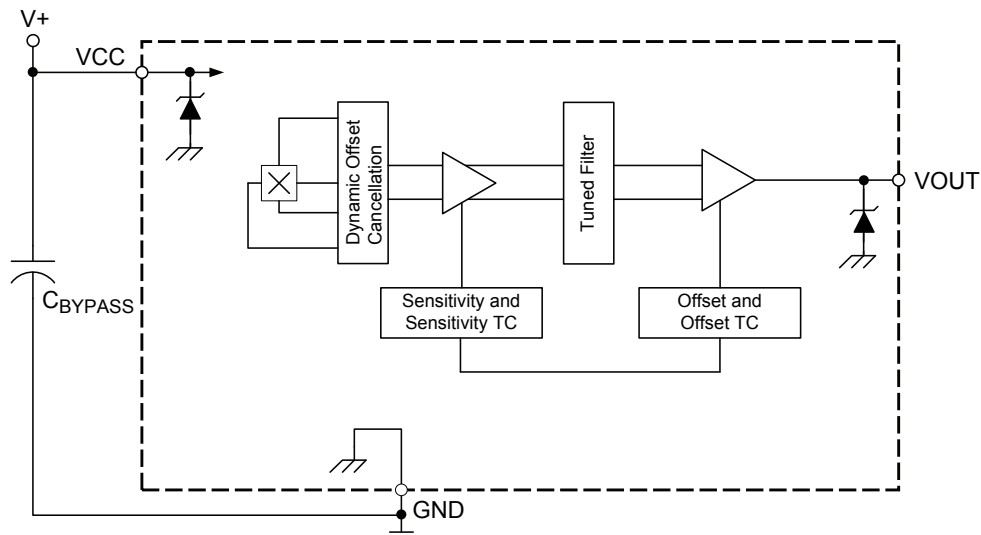 V+
VCC
Dynamic Offset
Cancellation
Tuned Filter
VOUT
CBYPASS
Sensitivity and
Sensitivity TC
Offset and
Offset TC
GND